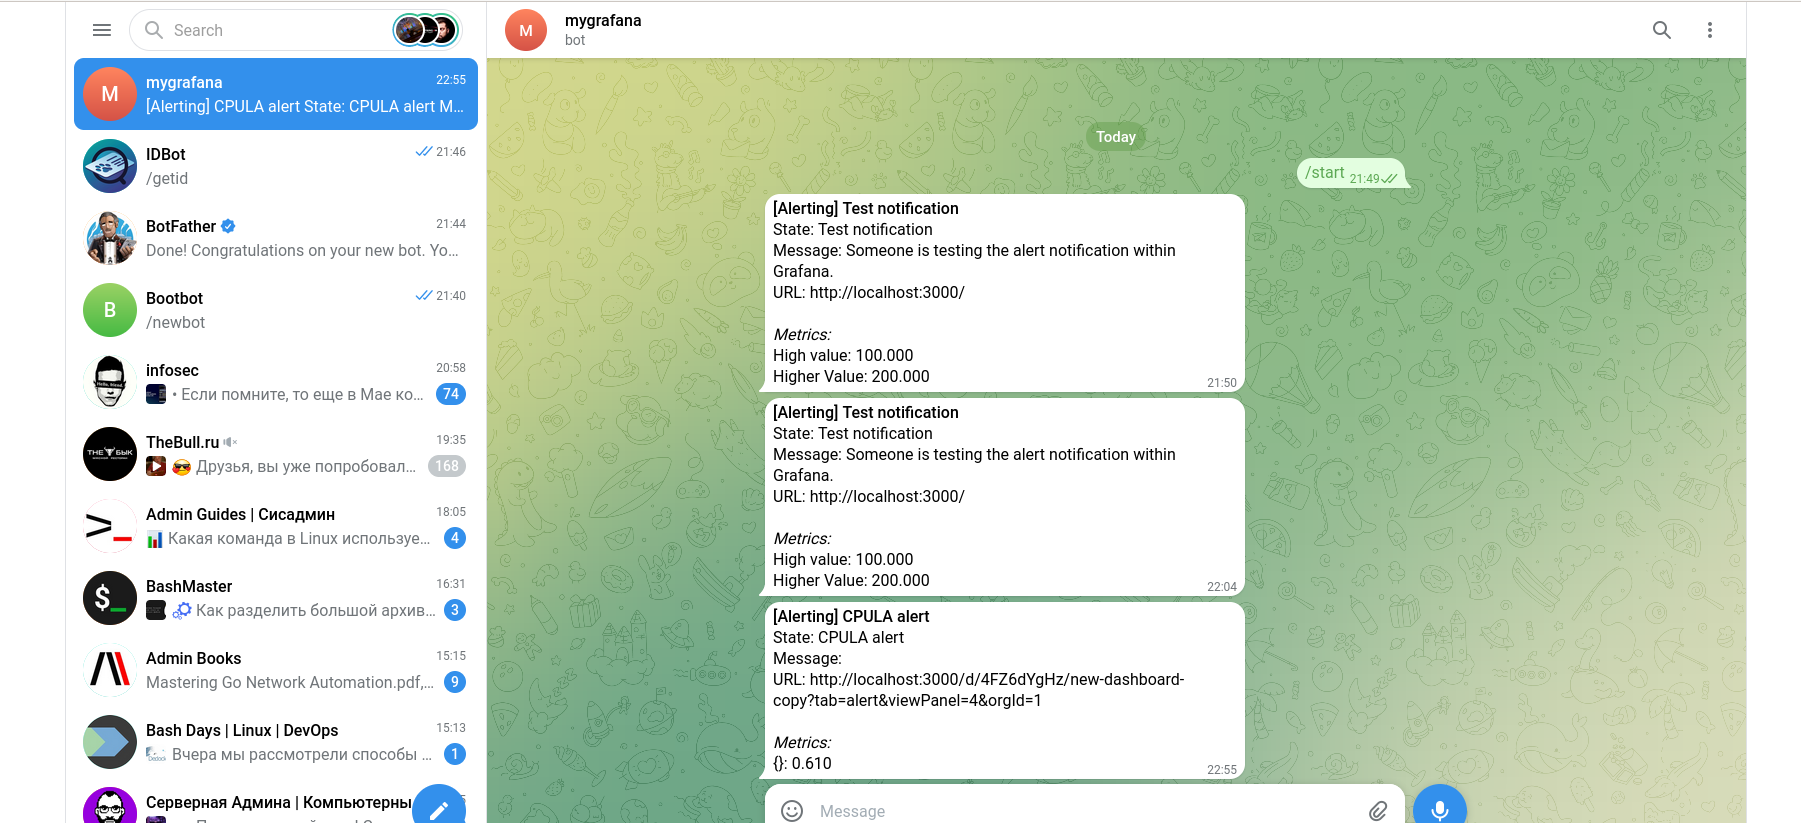 Search
mygrafana
22:55
[Alerting] CPULA alert State: CPULA alert M...
IDBot
21:46
/getid
BotFather
21:44
Done! Congratulations on your new bot. Yo...
B
Bootbot
21:40
/newbot
infosec
20:58
• Если помните, то еще в Мае ко...
74
THE БЫК
TheBull.ru
19:35
Друзья, вы уже попробовал...
168
>_
Admin Guides | Сисадмин
18:05
Какая команда в Linux используе...
4
$_
BashMaster
16:31
Как разделить большой архив...
3
Admin Books
15:15
Mastering Go Network Automation.pdf,...
9
Bash Days | Linux | DevOps
15:13
Вчера мы рассмотрели способы ...
1
Серверная Админа | Компьютерны
M
M
mygrafana
bot
Today
/start 21:49
[Alerting] Test notification
State: Test notification
Message: Someone is testing the alert notification within
Grafana.
URL: http://localhost:3000/
Metrics:
High value: 100.000
Higher Value: 200.000
21:50
[Alerting] Test notification
State: Test notification
Message: Someone is testing the alert notification within
Grafana.
URL: http://localhost:3000/
Metrics:
High value: 100.000
Higher Value: 200.000
22:04
[Alerting] CPULA alert
State: CPULA alert
Message:
URL: http://localhost:3000/d/4FZ6dYgHz/new-dashboard-
copy?tab=alert&viewPanel=4&orgId=1
Metrics:
{}: 0.610
22:55
Message